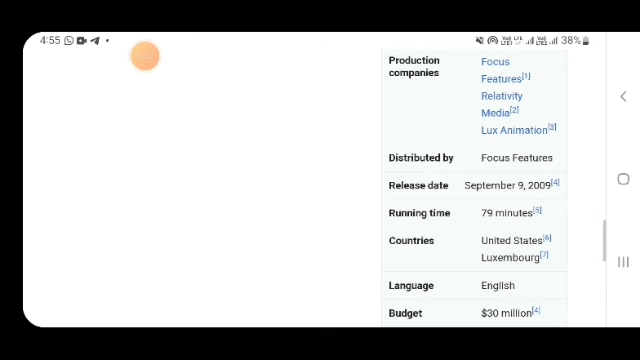 4:55 38%
Production companies Focus
Features[1]
Relativity
Media[2]
Lux Animation[3]
Distributed by Focus Features
Release date September 9, 2009[4]
Running time 79 minutes[5]
Countries United States[6]
Luxembourg[7]
Language English
Budget $30 million[4]